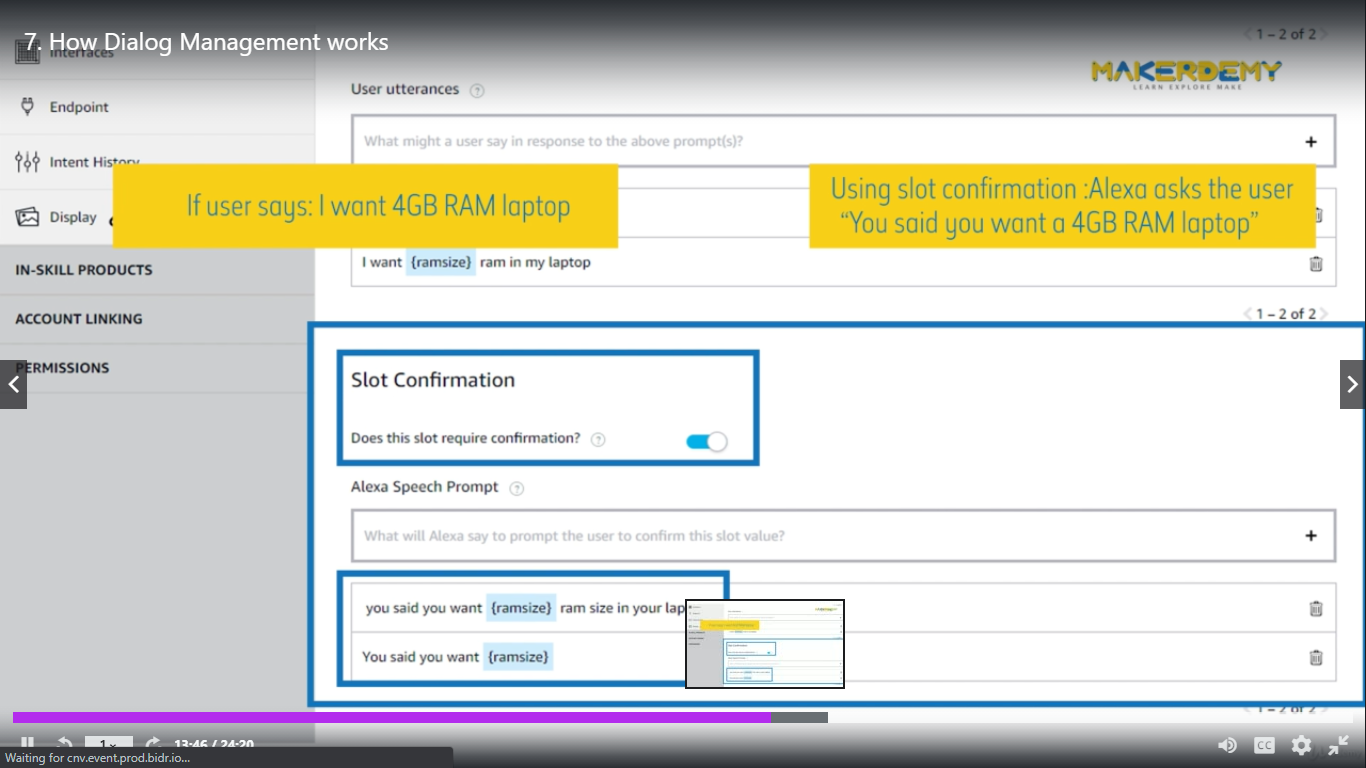 7. How Dialog Management works
Interfaces
1 – 2 of 2
MAKERDEMY
LEARN EXPLORE MAKE
User utterances ?
Endpoint
What might a user say in response to the above prompt(s)?
+
Intent History
If user says: I want 4GB RAM laptop
Using slot confirmation :Alexa asks the user
“You said you want a 4GB RAM laptop”
Display
IN-SKILL PRODUCTS
I want {ramsize} ram in my laptop
ACCOUNT LINKING
1 – 2 of 2
PERMISSIONS
Slot Confirmation
Does this slot require confirmation? ?
Alexa Speech Prompt ?
What will Alexa say to prompt the user to confirm this slot value?
+
you said you want {ramsize} ram size in your lap
You said you want {ramsize}
1 – 2 of 2
1
13:46 / 24:20
CC
Waiting for cnv.event.prod.bidr.io...